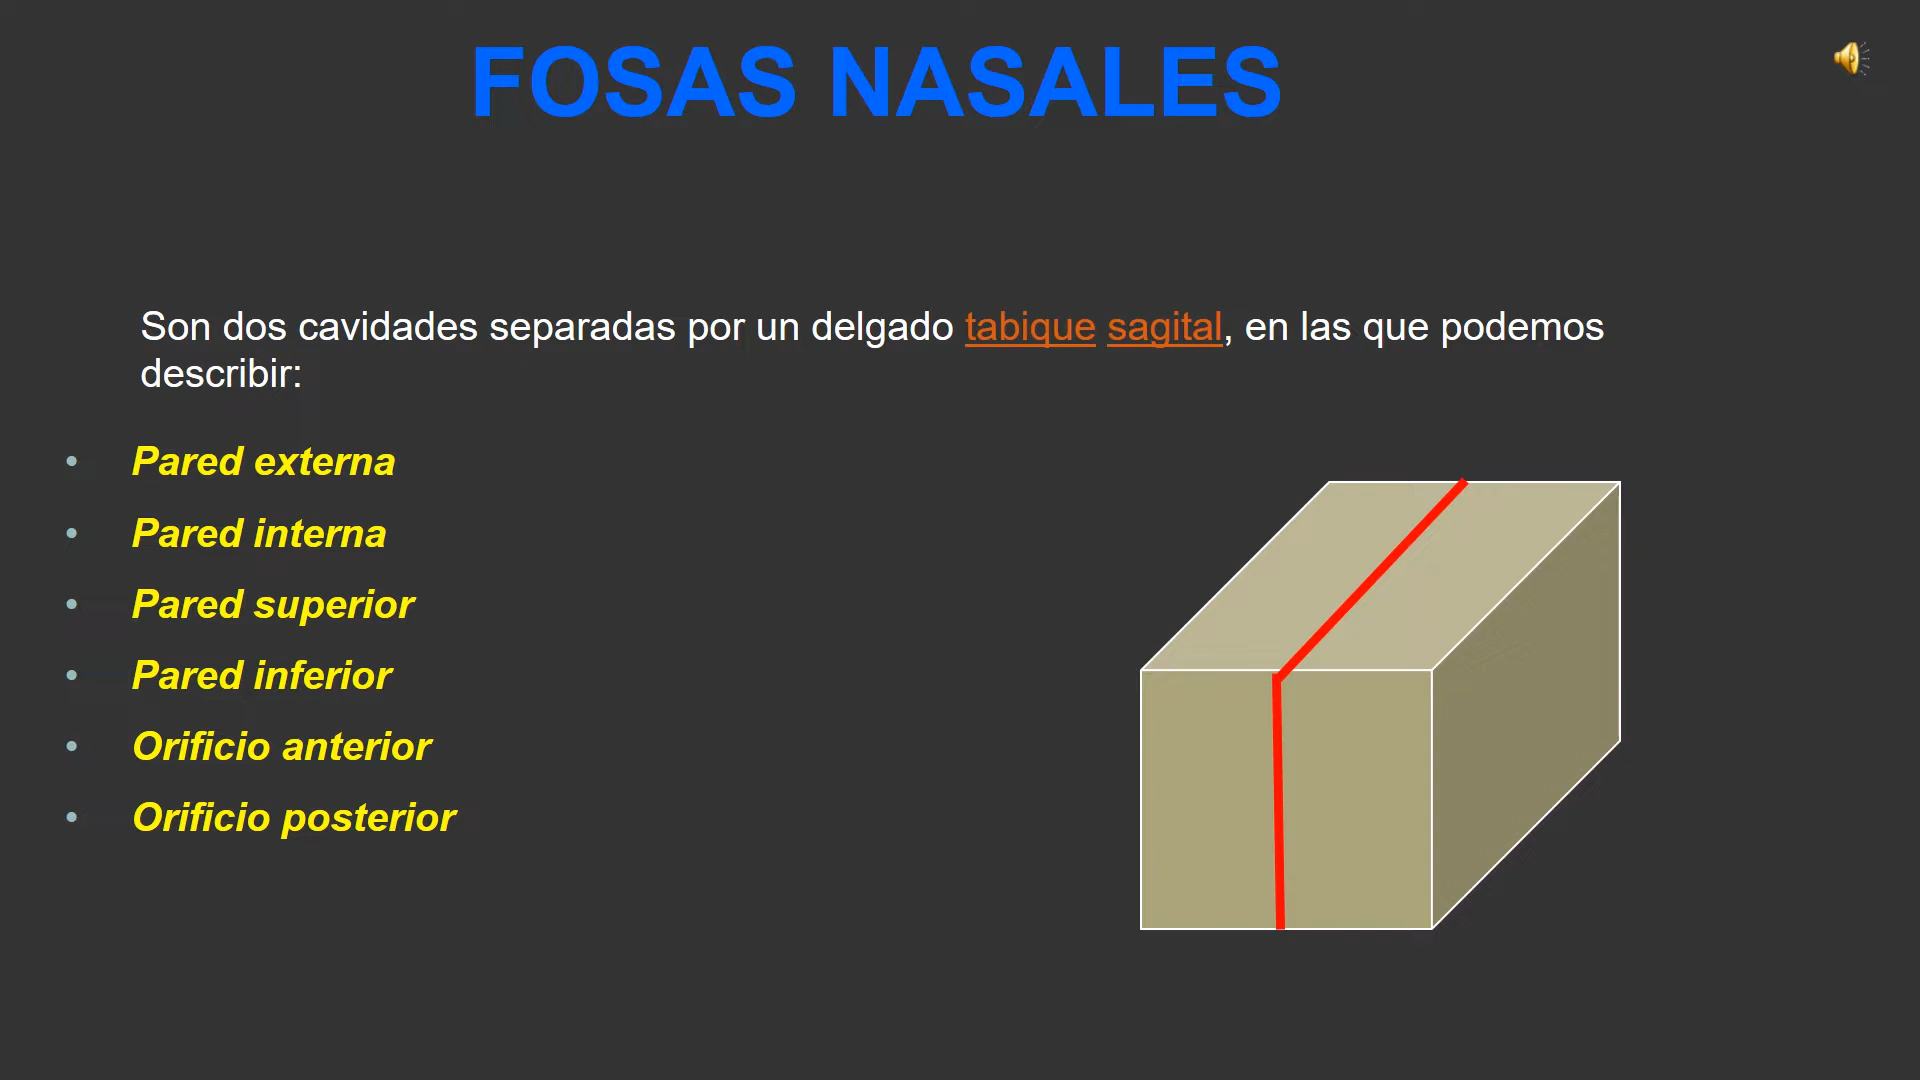 FOSAS NASALES
Son dos cavidades separadas por un delgado tabique sagital, en las que podemos
describir:
• Pared externa
• Pared interna
• Pared superior
• Pared inferior
• Orificio anterior
• Orificio posterior